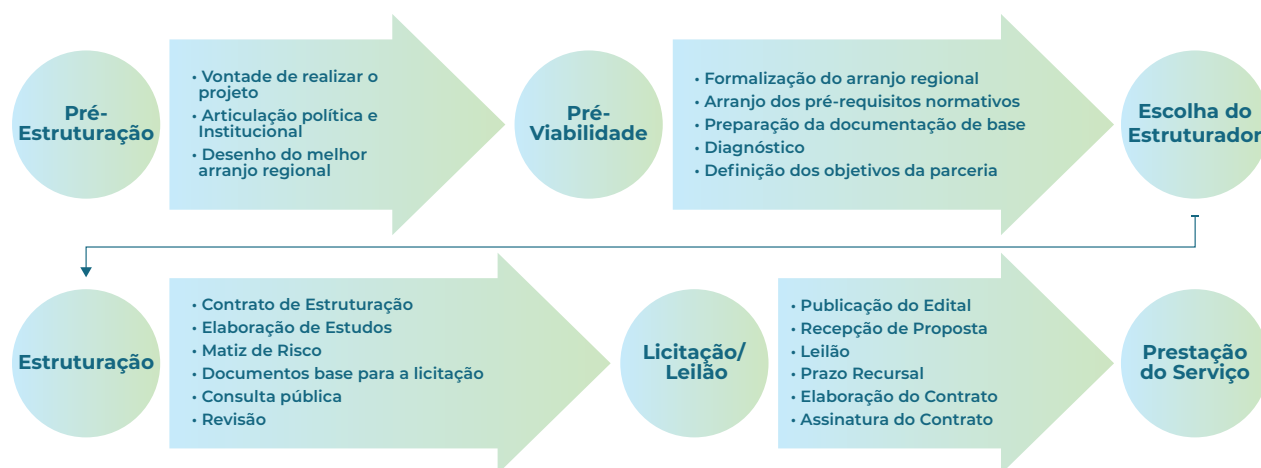 Pré-
Estruturação
• Vontade de realizar o
projeto
• Articulação política e
Institucional
• Desenho do melhor
arranjo regional
Pré-
Viabilidade
• Formalização do arranjo regional
• Arranjo dos pré-requisitos normativos
• Preparação da documentação de base
• Diagnóstico
• Definição dos objetivos da parceria
Escolha do
Estruturador
Estruturação
• Contrato de Estruturação
• Elaboração de Estudos
• Matiz de Risco
• Documentos base para a licitação
• Consulta pública
• Revisão
Licitação/
Leilão
• Publicação do Edital
• Recepção de Proposta
• Leilão
• Prazo Recursal
• Elaboração do Contrato
• Assinatura do Contrato
Prestação
do Serviço